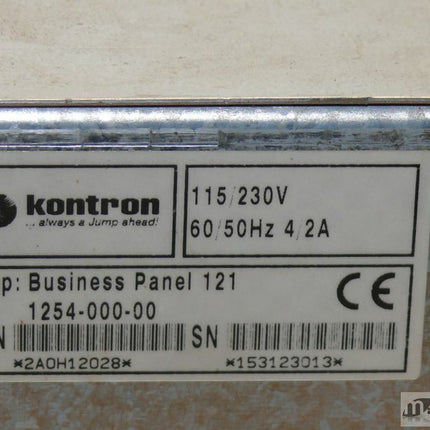 kontron
... always a Jump ahead!
115/230V
60/50Hz 4/2A
p: Business Panel 121
1254-000-00
N SN
*2A0H12028* *153123013*